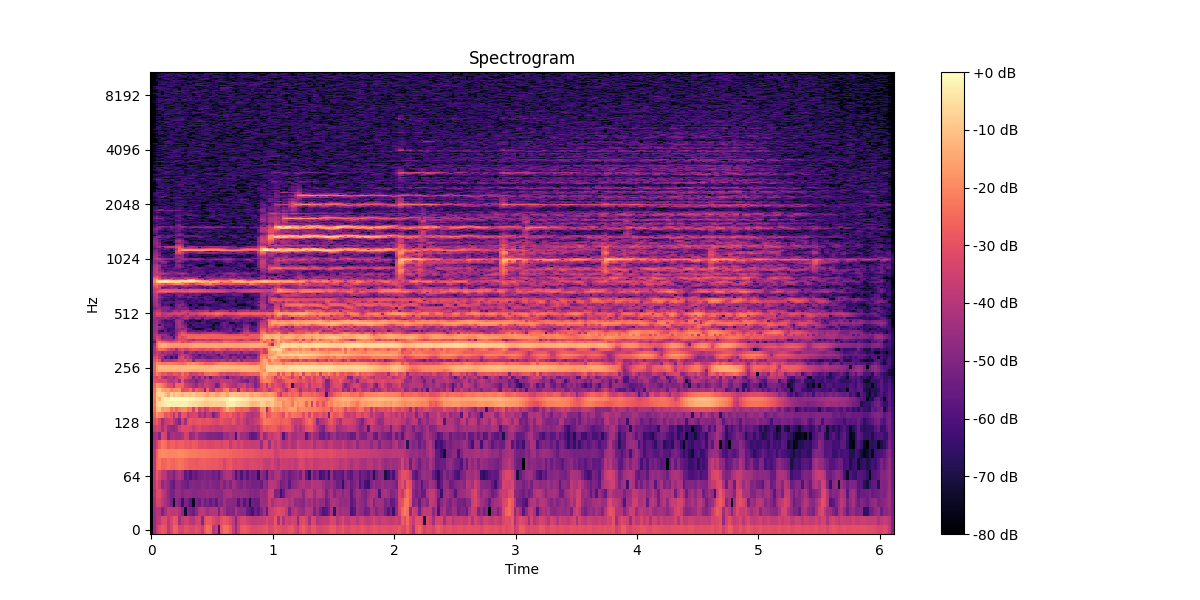 Spectrogram
Hz
8192
4096
2048
1024
512
256
128
64
0
0 1 2 3 4 5 6
Time
+0 dB
-10 dB
-20 dB
-30 dB
-40 dB
-50 dB
-60 dB
-70 dB
-80 dB